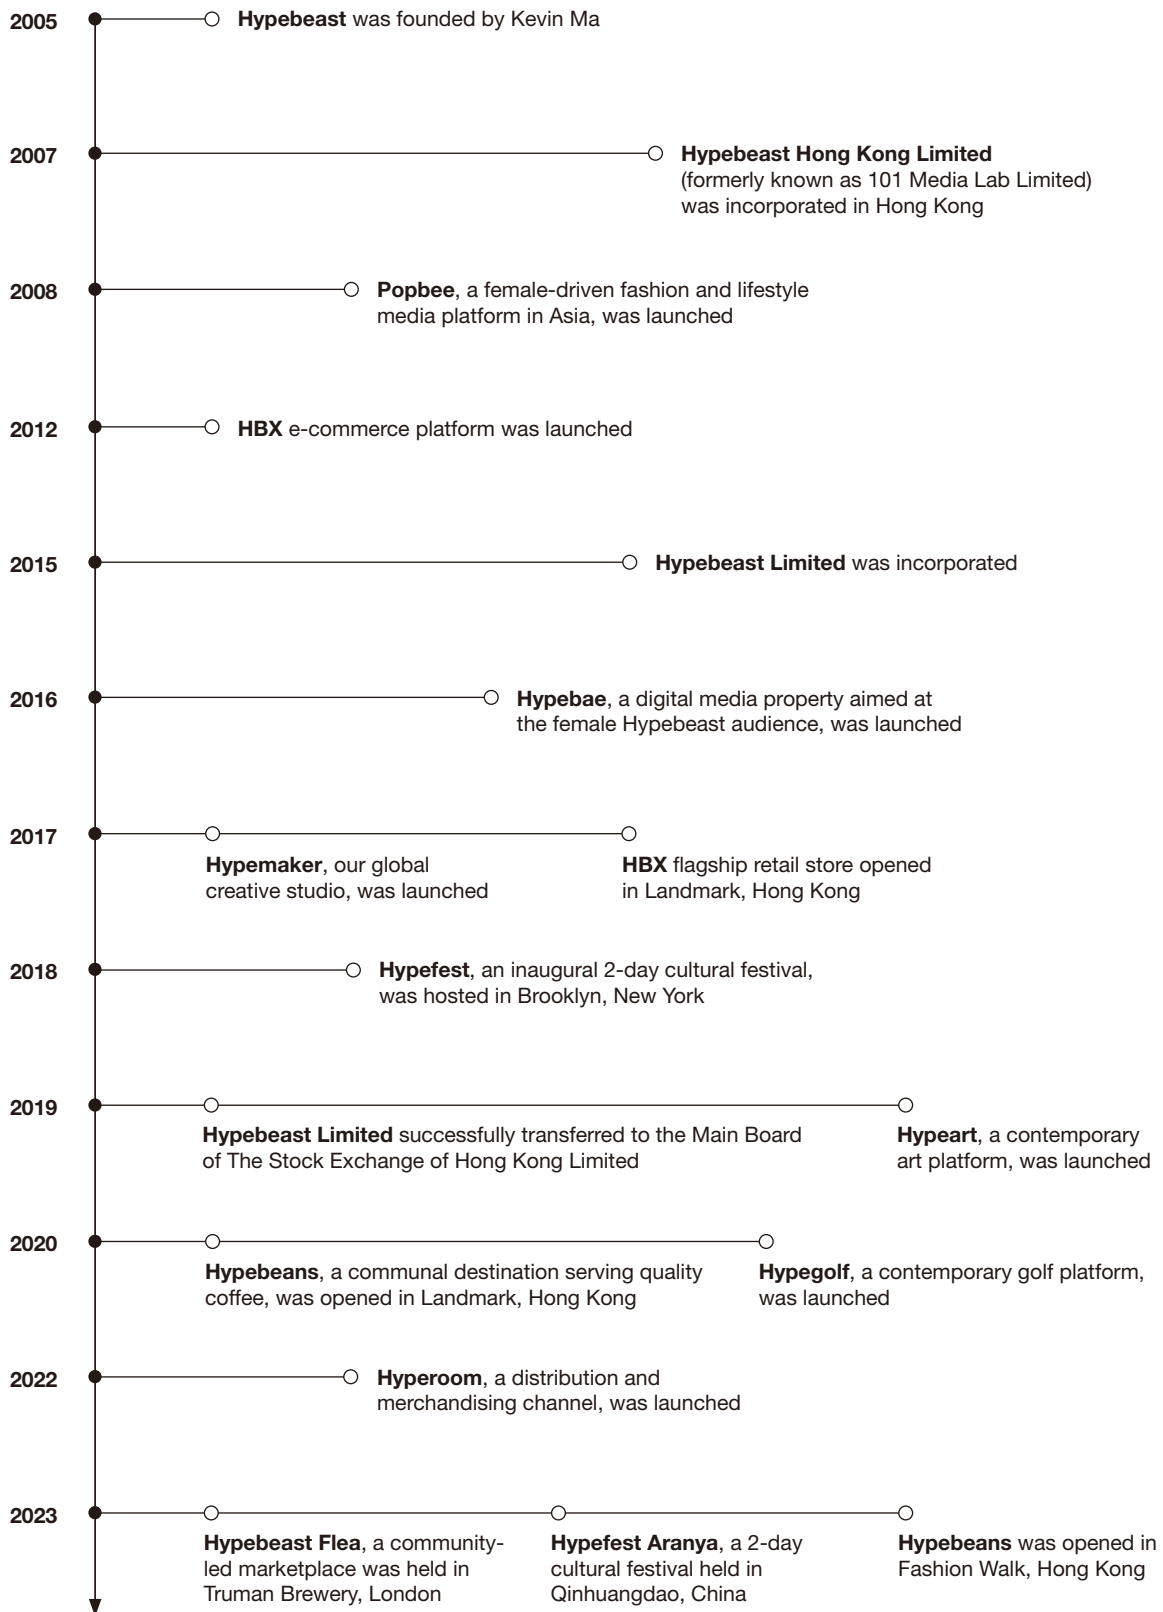 2005
Hypebeast was founded by Kevin Ma
2007
Hypebeast Hong Kong Limited
(formerly known as 101 Media Lab Limited)
was incorporated in Hong Kong
2008
Popbee, a female-driven fashion and lifestyle
media platform in Asia, was launched
2012
HBX e-commerce platform was launched
2015
Hypebeast Limited was incorporated
2016
Hypebae, a digital media property aimed at
the female Hypebeast audience, was launched
2017
Hypemaker, our global
creative studio, was launched
HBX flagship retail store opened
in Landmark, Hong Kong
2018
Hypefest, an inaugural 2-day cultural festival,
was hosted in Brooklyn, New York
2019
Hypebeast Limited successfully transferred to the Main Board
of The Stock Exchange of Hong Kong Limited
Hypeart, a contemporary
art platform, was launched
2020
Hypebeans, a communal destination serving quality
coffee, was opened in Landmark, Hong Kong
Hypegolf, a contemporary golf platform,
was launched
2022
Hyperoom, a distribution and
merchandising channel, was launched
2023
Hypebeast Flea, a community-
led marketplace was held in
Truman Brewery, London
Hypefest Aranya, a 2-day
cultural festival held in
Qinhuangdao, China
Hypebeans was opened in
Fashion Walk, Hong Kong